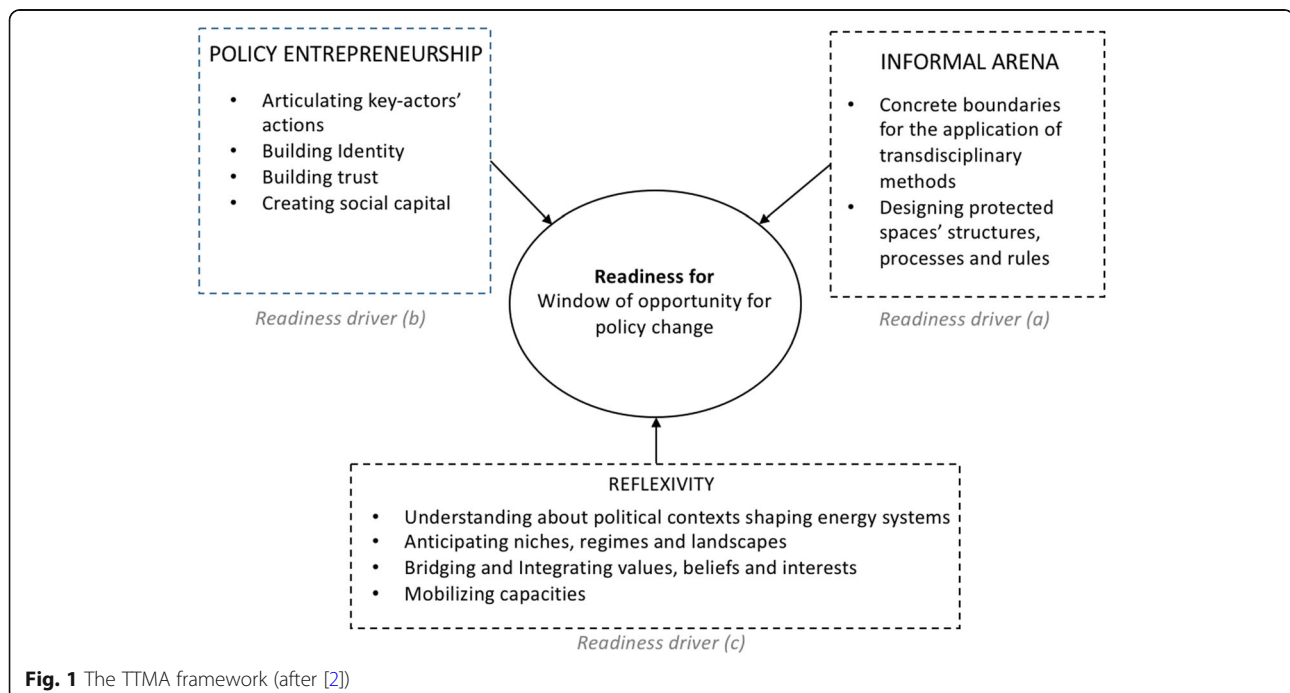 POLICY ENTREPRENEURSHIP
• Articulating key-actors'
actions
• Building Identity
• Building trust
• Creating social capital
Readiness driver (b)
INFORMAL ARENA
• Concrete boundaries
for the application of
transdisciplinary
methods
• Designing protected
spaces' structures,
processes and rules
Readiness driver (a)
Readiness for
Window of opportunity for
policy change
REFLEXIVITY
• Understanding about political contexts shaping energy systems
• Anticipating niches, regimes and landscapes
• Bridging and Integrating values, beliefs and interests
• Mobilizing capacities
Readiness driver (c)
Fig. 1 The TTMA framework (after [2])